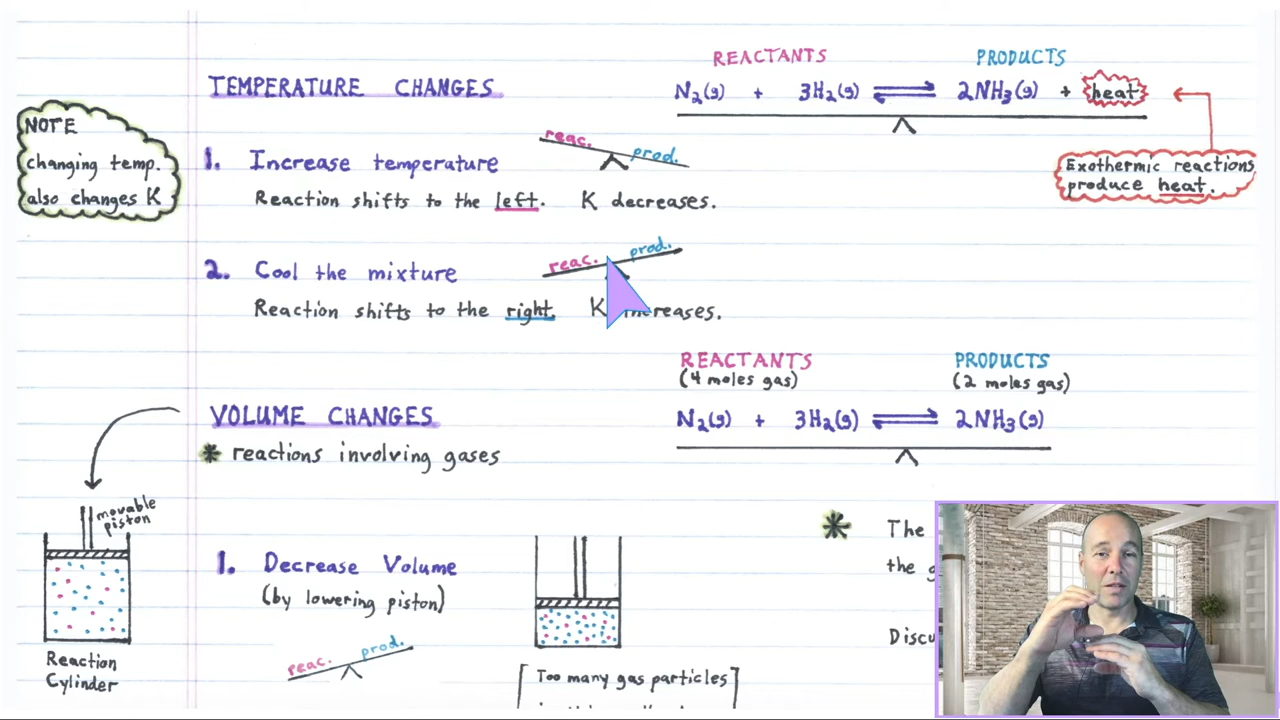 REACTANTS PRODUCTS
TEMPERATURE CHANGES
N₂(g) + 3H₂(g) ⇌ 2NH₃(g) + heat
NOTE
changing temp.
also changes K
1. Increase temperature
reac. prod.
Exothermic reactions
produce heat.
Reaction shifts to the left. K decreases.
2. Cool the mixture
reac. prod.
Reaction shifts to the right. K
REACTANTS PRODUCTS
(4 moles gas) (2 moles gas)
VOLUME CHANGES
N₂(g) + 3H₂(g) ⇌ 2NH₃(g)
* reactions involving gases
movable
piston
1. Decrease Volume
(by lowering piston)
reac. prod.
Reaction
Cylinder
[Too many gas particles]
* The
the